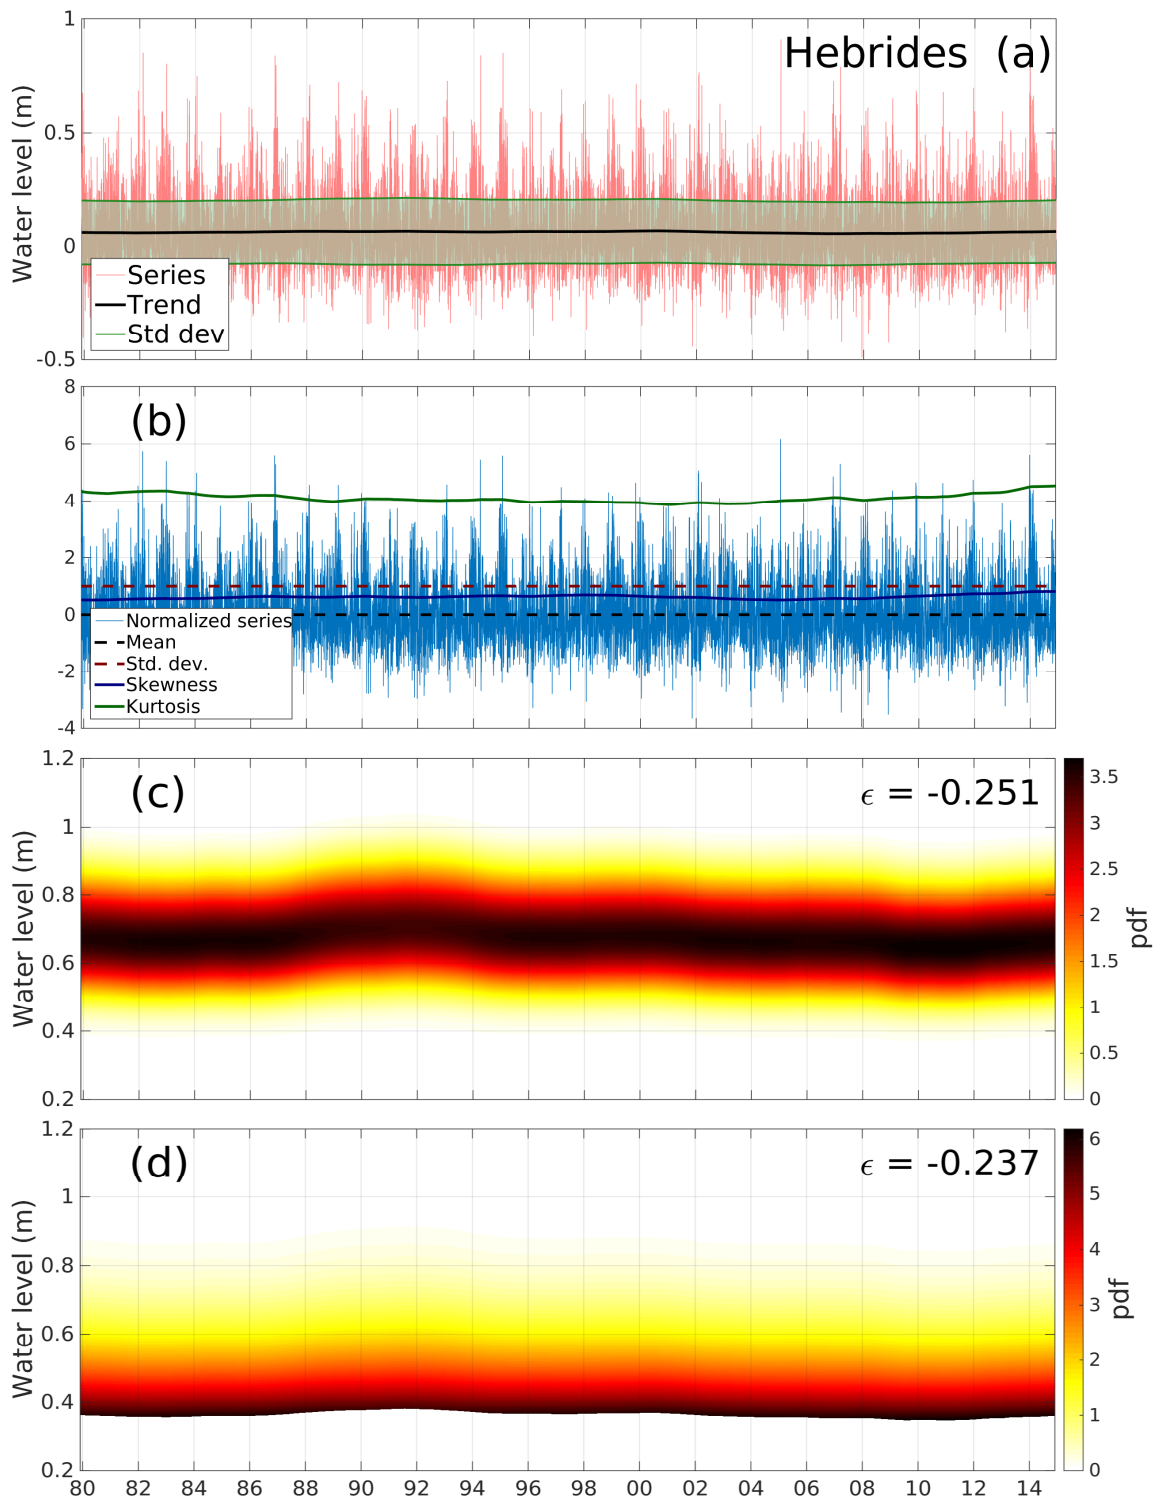 Hebrides (a)
Water level (m)
1
0.5
0
-0.5
Series
Trend
Std dev
(b)
8
6
4
2
0
-2
-4
Normalized series
Mean
Std. dev.
Skewness
Kurtosis
(c)
ϵ = -0.251
Water level (m)
1.2
1
0.8
0.6
0.4
0.2
3.5
3
2.5
2
1.5
1
0.5
0
pdf
(d)
ϵ = -0.237
Water level (m)
1.2
1
0.8
0.6
0.4
0.2
6
5
4
3
2
1
0
pdf
80 82 84 86 88 90 92 94 96 98 00 02 04 06 08 10 12 14